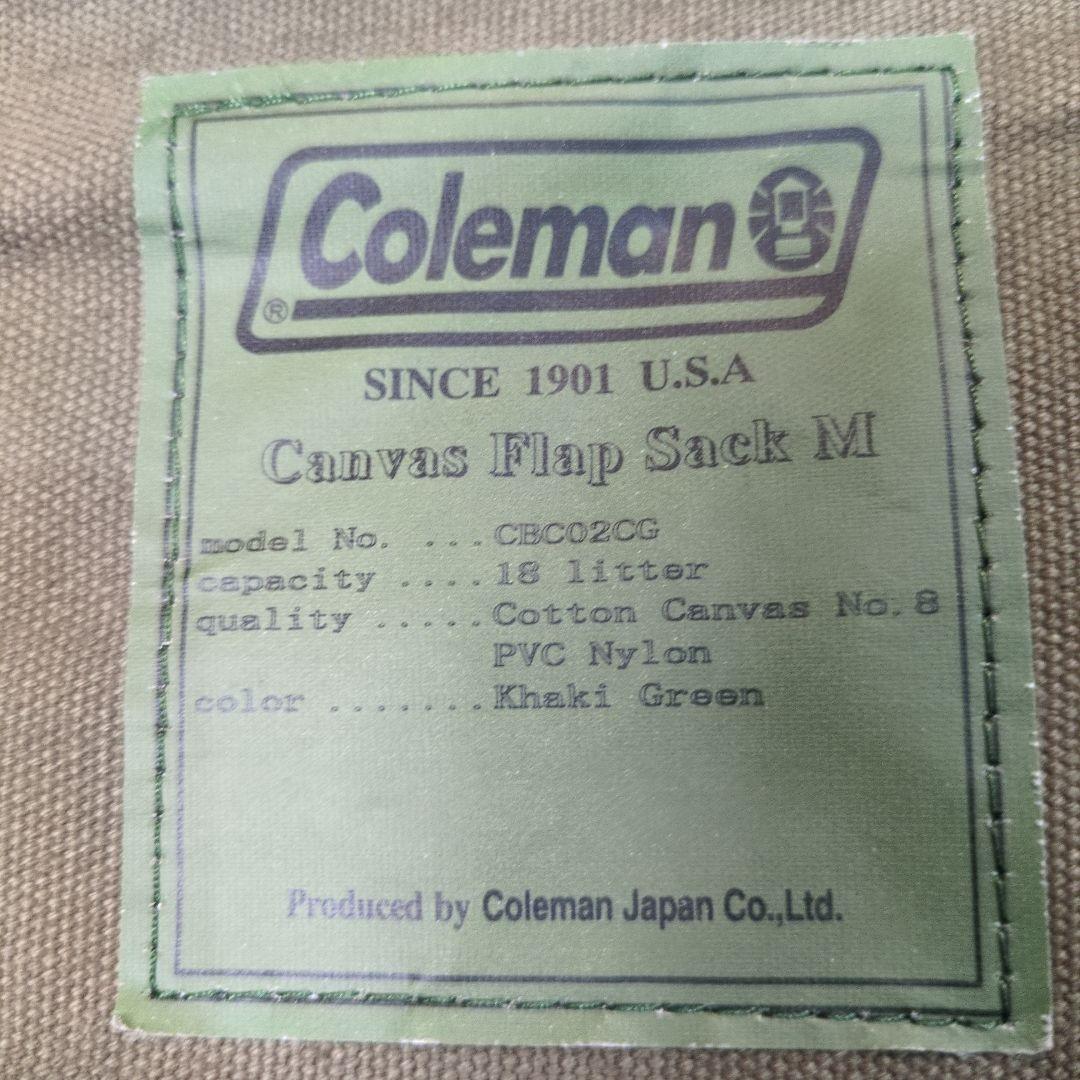 Coleman
®
SINCE 1901 U.S.A
Canvas Flap Sack M
model No. ...CBC02CG
capacity ....18 litter
quality .....Cotton Canvas No.8
PVC Nylon
color .......Khaki Green
Produced by Coleman Japan Co.,Ltd.